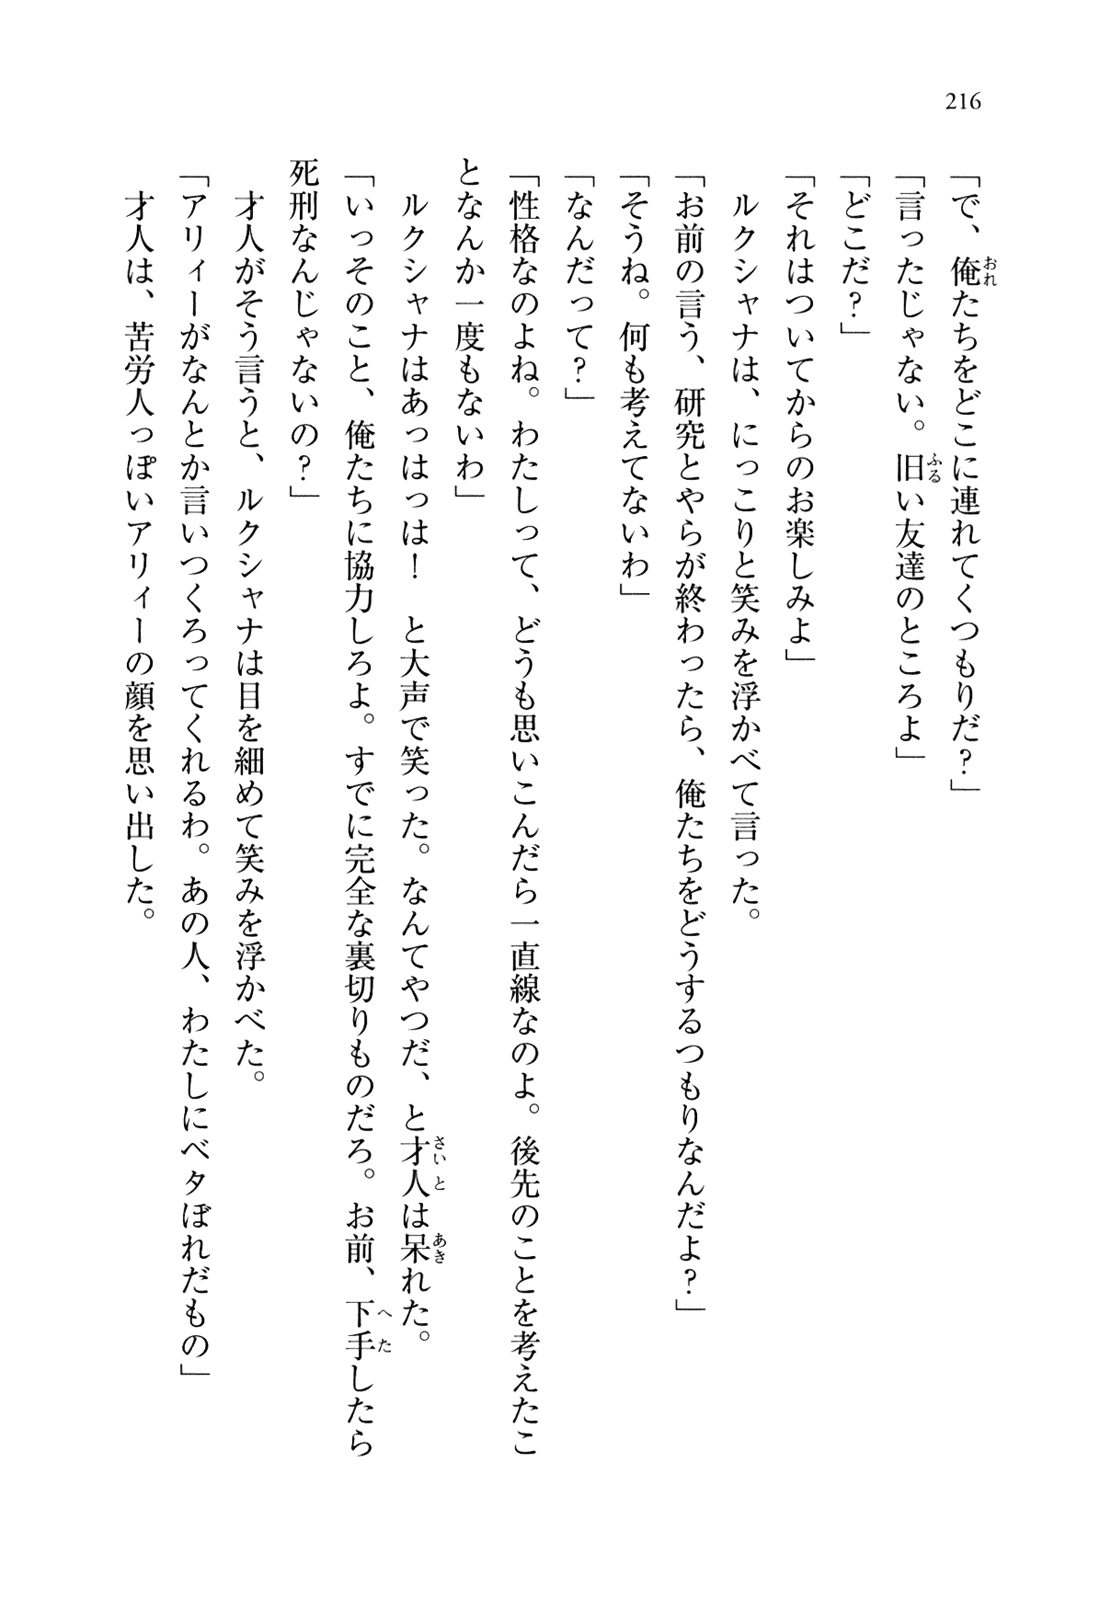 216
「で、俺たちをどこに連れてくつもりだ？」
「言ったじゃない。旧い友達のところよ」
「どこだ？」
「それはついてからのお楽しみよ」
　ルクシャナは、にっこりと笑みを浮かべて言った。
「お前の言う、研究とやらが終わったら、俺たちをどうするつもりなんだよ？」
「そうね。何も考えてないわ」
「なんだって？」
「性格なのよね。わたしって、どうも思いこんだら一直線なのよ。後先のことを考えたこ
となんか一度もないわ」
　ルクシャナはあっはっは！　と大声で笑った。なんてやつだ、と才人は呆れた。
「いっそのこと、俺たちに協力しろよ。すでに完全な裏切りものだろ。お前、下手したら
死刑なんじゃないの？」
　才人がそう言うと、ルクシャナは目を細めて笑みを浮かべた。
「アリィーがなんとか言いつくろってくれるわ。あの人、わたしにベタぼれだもの」
　才人は、苦労人っぽいアリィーの顔を思い出した。